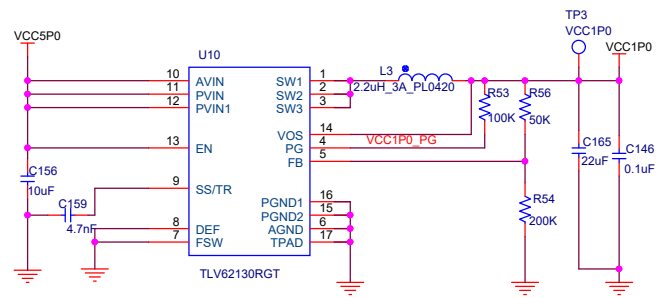 TP3
VCC1P0
VCC5P0
VCC1P0
U10
L3
2.2uH_3A_PL0420
10 AVIN SW1 1
11 PVIN SW2 2
12 PVIN1 SW3 3
R53
100K
R56
50K
VOS 14
13 EN PG 4 VCC1P0_PG
FB 5
C165
22uF
C146
0.1uF
C156
10uF
9 SS/TR
C159
4.7nF
PGND1 16
PGND2 15
8 DEF AGND 6
7 FSW TPAD 17
R54
200K
TLV62130RGT